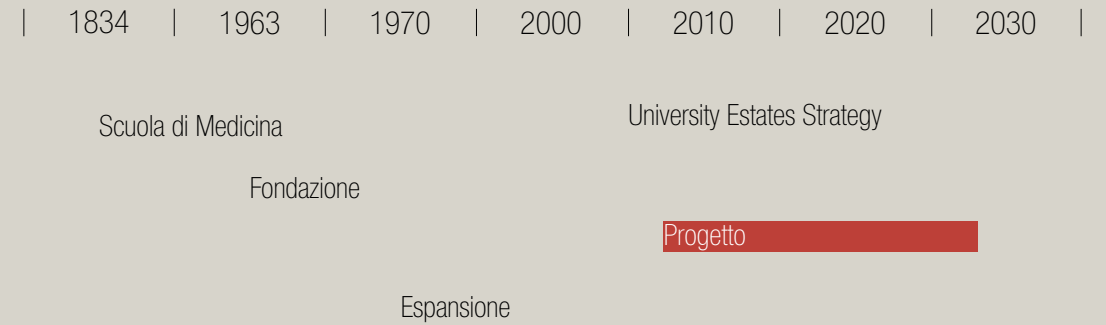 | 1834 | 1963 | 1970 | 2000 | 2010 | 2020 | 2030 |
University Estates Strategy
Scuola di Medicina
Fondazione
Progetto
Espansione